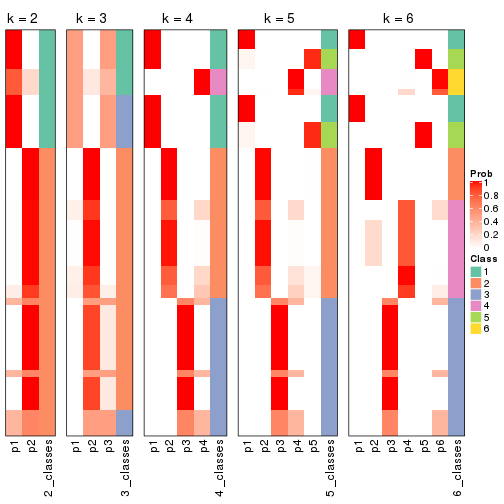 k = 2
k = 3
k = 4
k = 5
k = 6
Prob
1
0.8
0.6
0.4
0.2
0
Class
1
2
3
4
5
6
p1
p2
2_classes
p1
p2
p3
3_classes
p1
p2
p3
p4
4_classes
p1
p2
p3
p4
p5
5_classes
p1
p2
p3
p4
p5
p6
6_classes